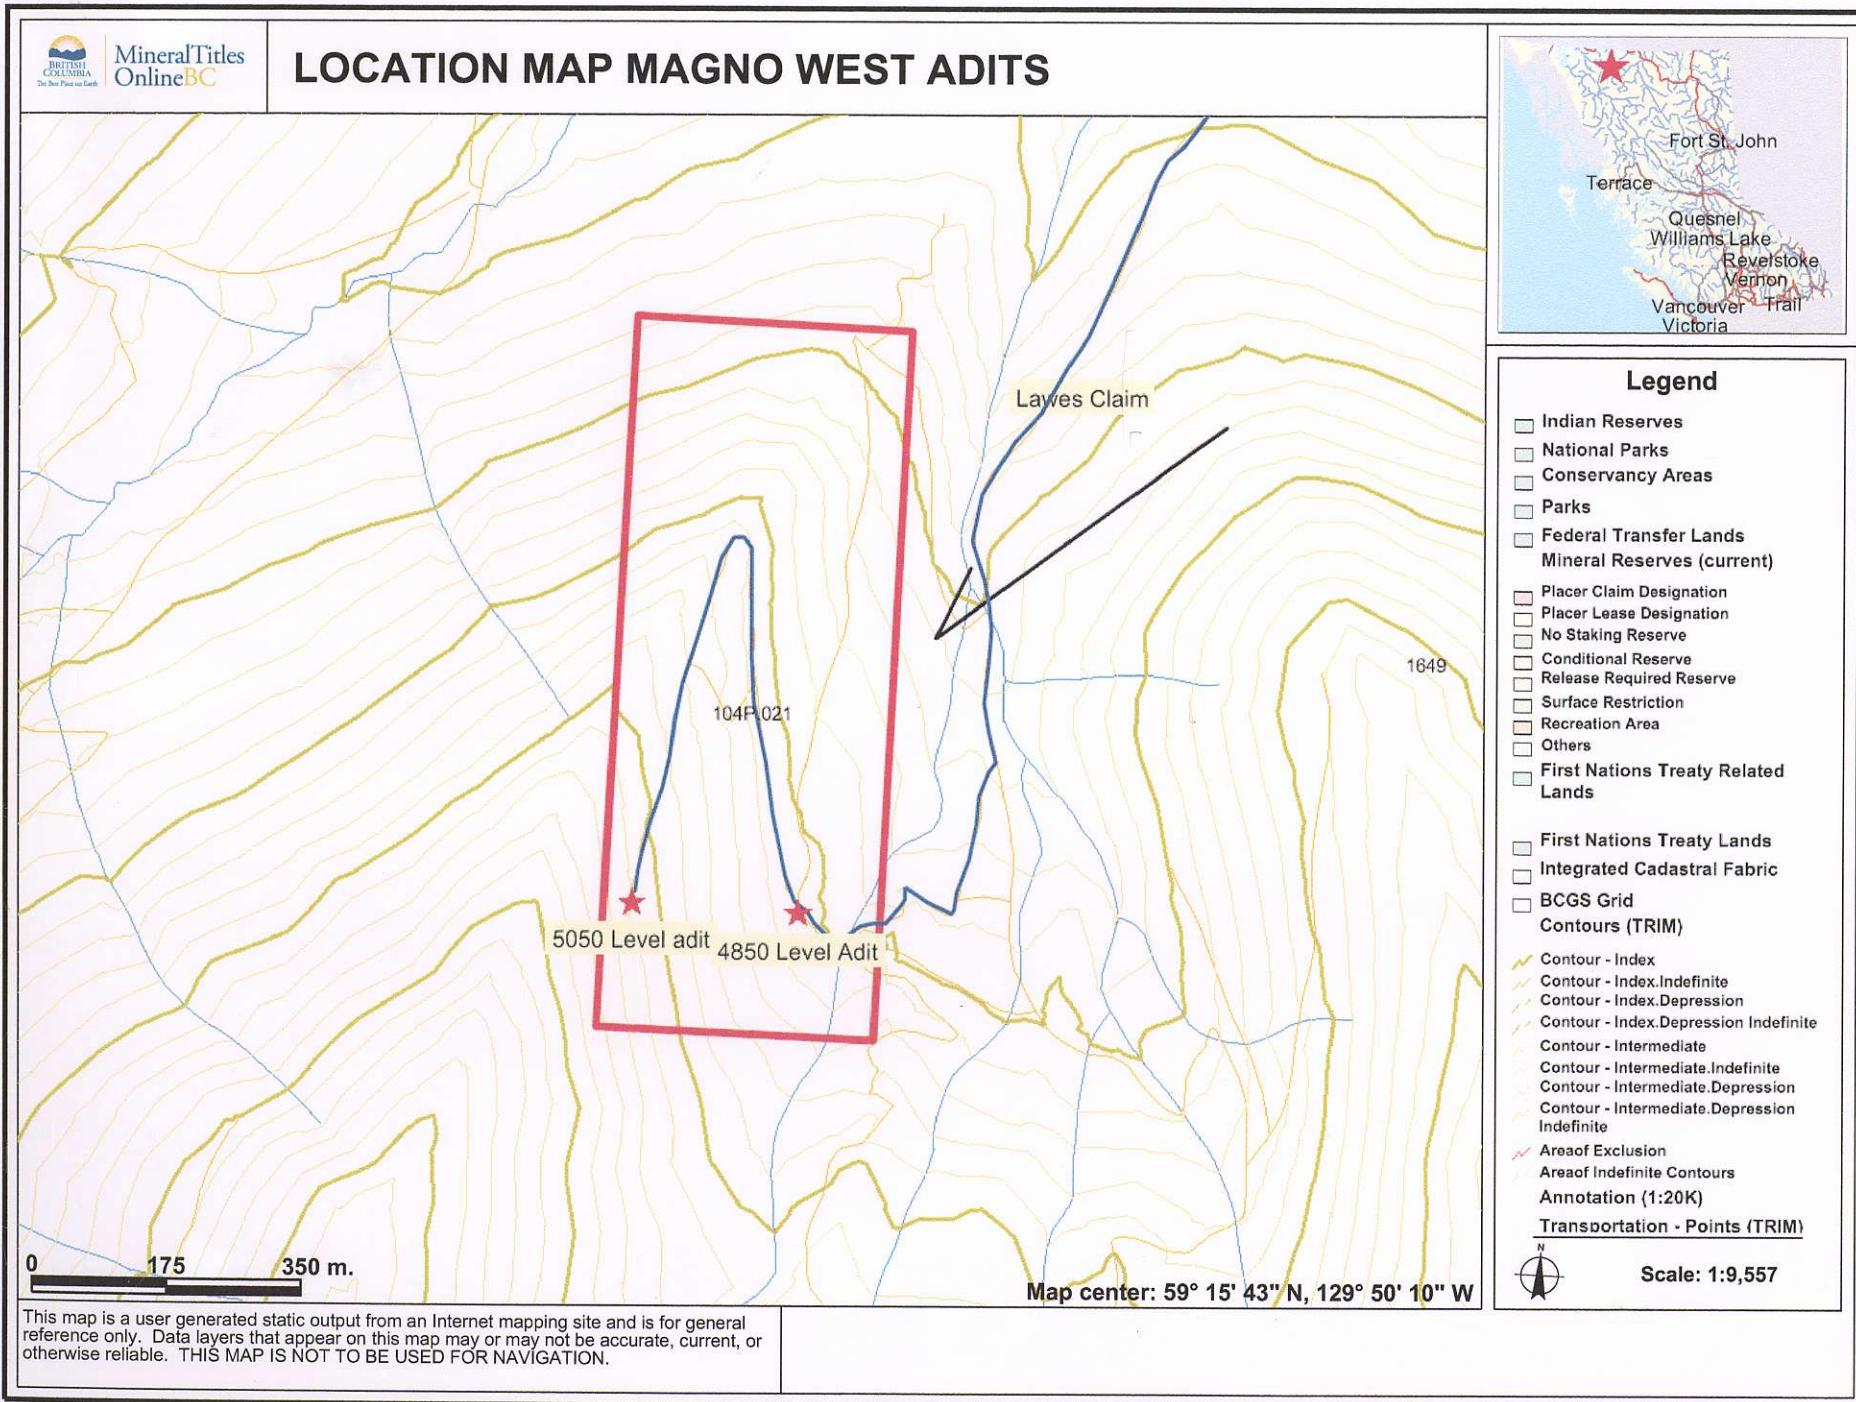 BRITISH
COLUMBIA
The Best Place on Earth
MineralTitles
OnlineBC
LOCATION MAP MAGNO WEST ADITS
Fort St. John
Terrace
Quesnel
Williams Lake
Revelstoke
Vernon
Vancouver Trail
Victoria
Lawes Claim
1649
104P.021
5050 Level adit
4850 Level Adit
0 175 350 m.
Map center: 59° 15' 43" N, 129° 50' 10" W
Legend
Indian Reserves
National Parks
Conservancy Areas
Parks
Federal Transfer Lands
Mineral Reserves (current)
Placer Claim Designation
Placer Lease Designation
No Staking Reserve
Conditional Reserve
Release Required Reserve
Surface Restriction
Recreation Area
Others
First Nations Treaty Related
Lands
First Nations Treaty Lands
Integrated Cadastral Fabric
BCGS Grid
Contours (TRIM)
Contour - Index
Contour - Index.Indefinite
Contour - Index.Depression
Contour - Index.Depression Indefinite
Contour - Intermediate
Contour - Intermediate.Indefinite
Contour - Intermediate.Depression
Contour - Intermediate.Depression
Indefinite
Areaof Exclusion
Areaof Indefinite Contours
Annotation (1:20K)
Transportation - Points (TRIM)
N
Scale: 1:9,557
This map is a user generated static output from an Internet mapping site and is for general
reference only. Data layers that appear on this map may or may not be accurate, current, or
otherwise reliable. THIS MAP IS NOT TO BE USED FOR NAVIGATION.